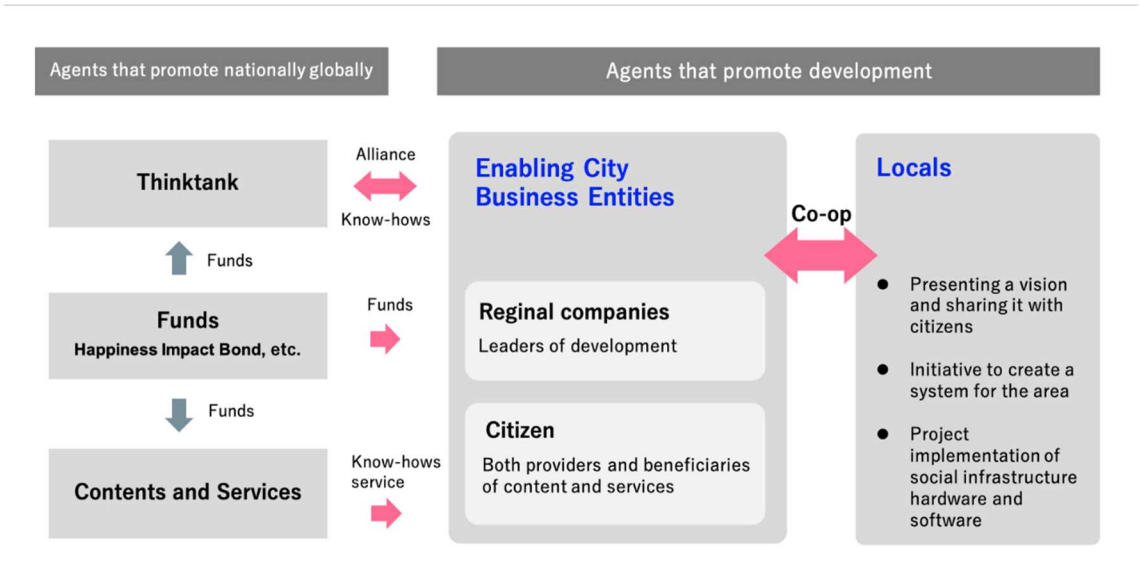 Agents that promote nationally globally
Agents that promote development
Thinktank
Funds
Funds
Happiness Impact Bond, etc.
Funds
Contents and Services
Alliance
Know-hows
Funds
Know-hows
service
Enabling City
Business Entities
Reginal companies
Leaders of development
Citizen
Both providers and beneficiaries
of content and services
Co-op
Locals
● Presenting a vision
and sharing it with
citizens
● Initiative to create a
system for the area
● Project
implementation of
social infrastructure
hardware and
software